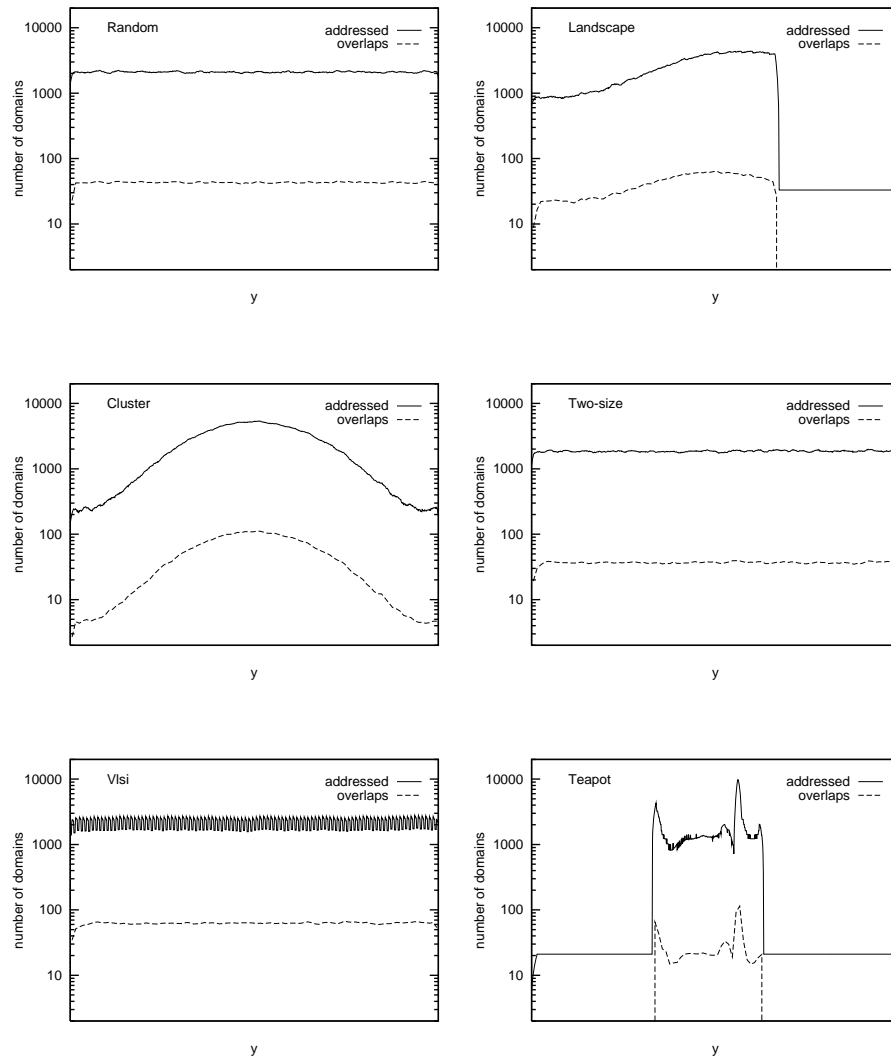 10000
1000
100
10
number of domains
Random
addressed
overlaps
y
10000
1000
100
10
number of domains
Landscape
addressed
overlaps
y
10000
1000
100
10
number of domains
Cluster
addressed
overlaps
y
10000
1000
100
10
number of domains
Two-size
addressed
overlaps
y
10000
1000
100
10
number of domains
Vlsi
addressed
overlaps
y
10000
1000
100
10
number of domains
Teapot
addressed
overlaps
y